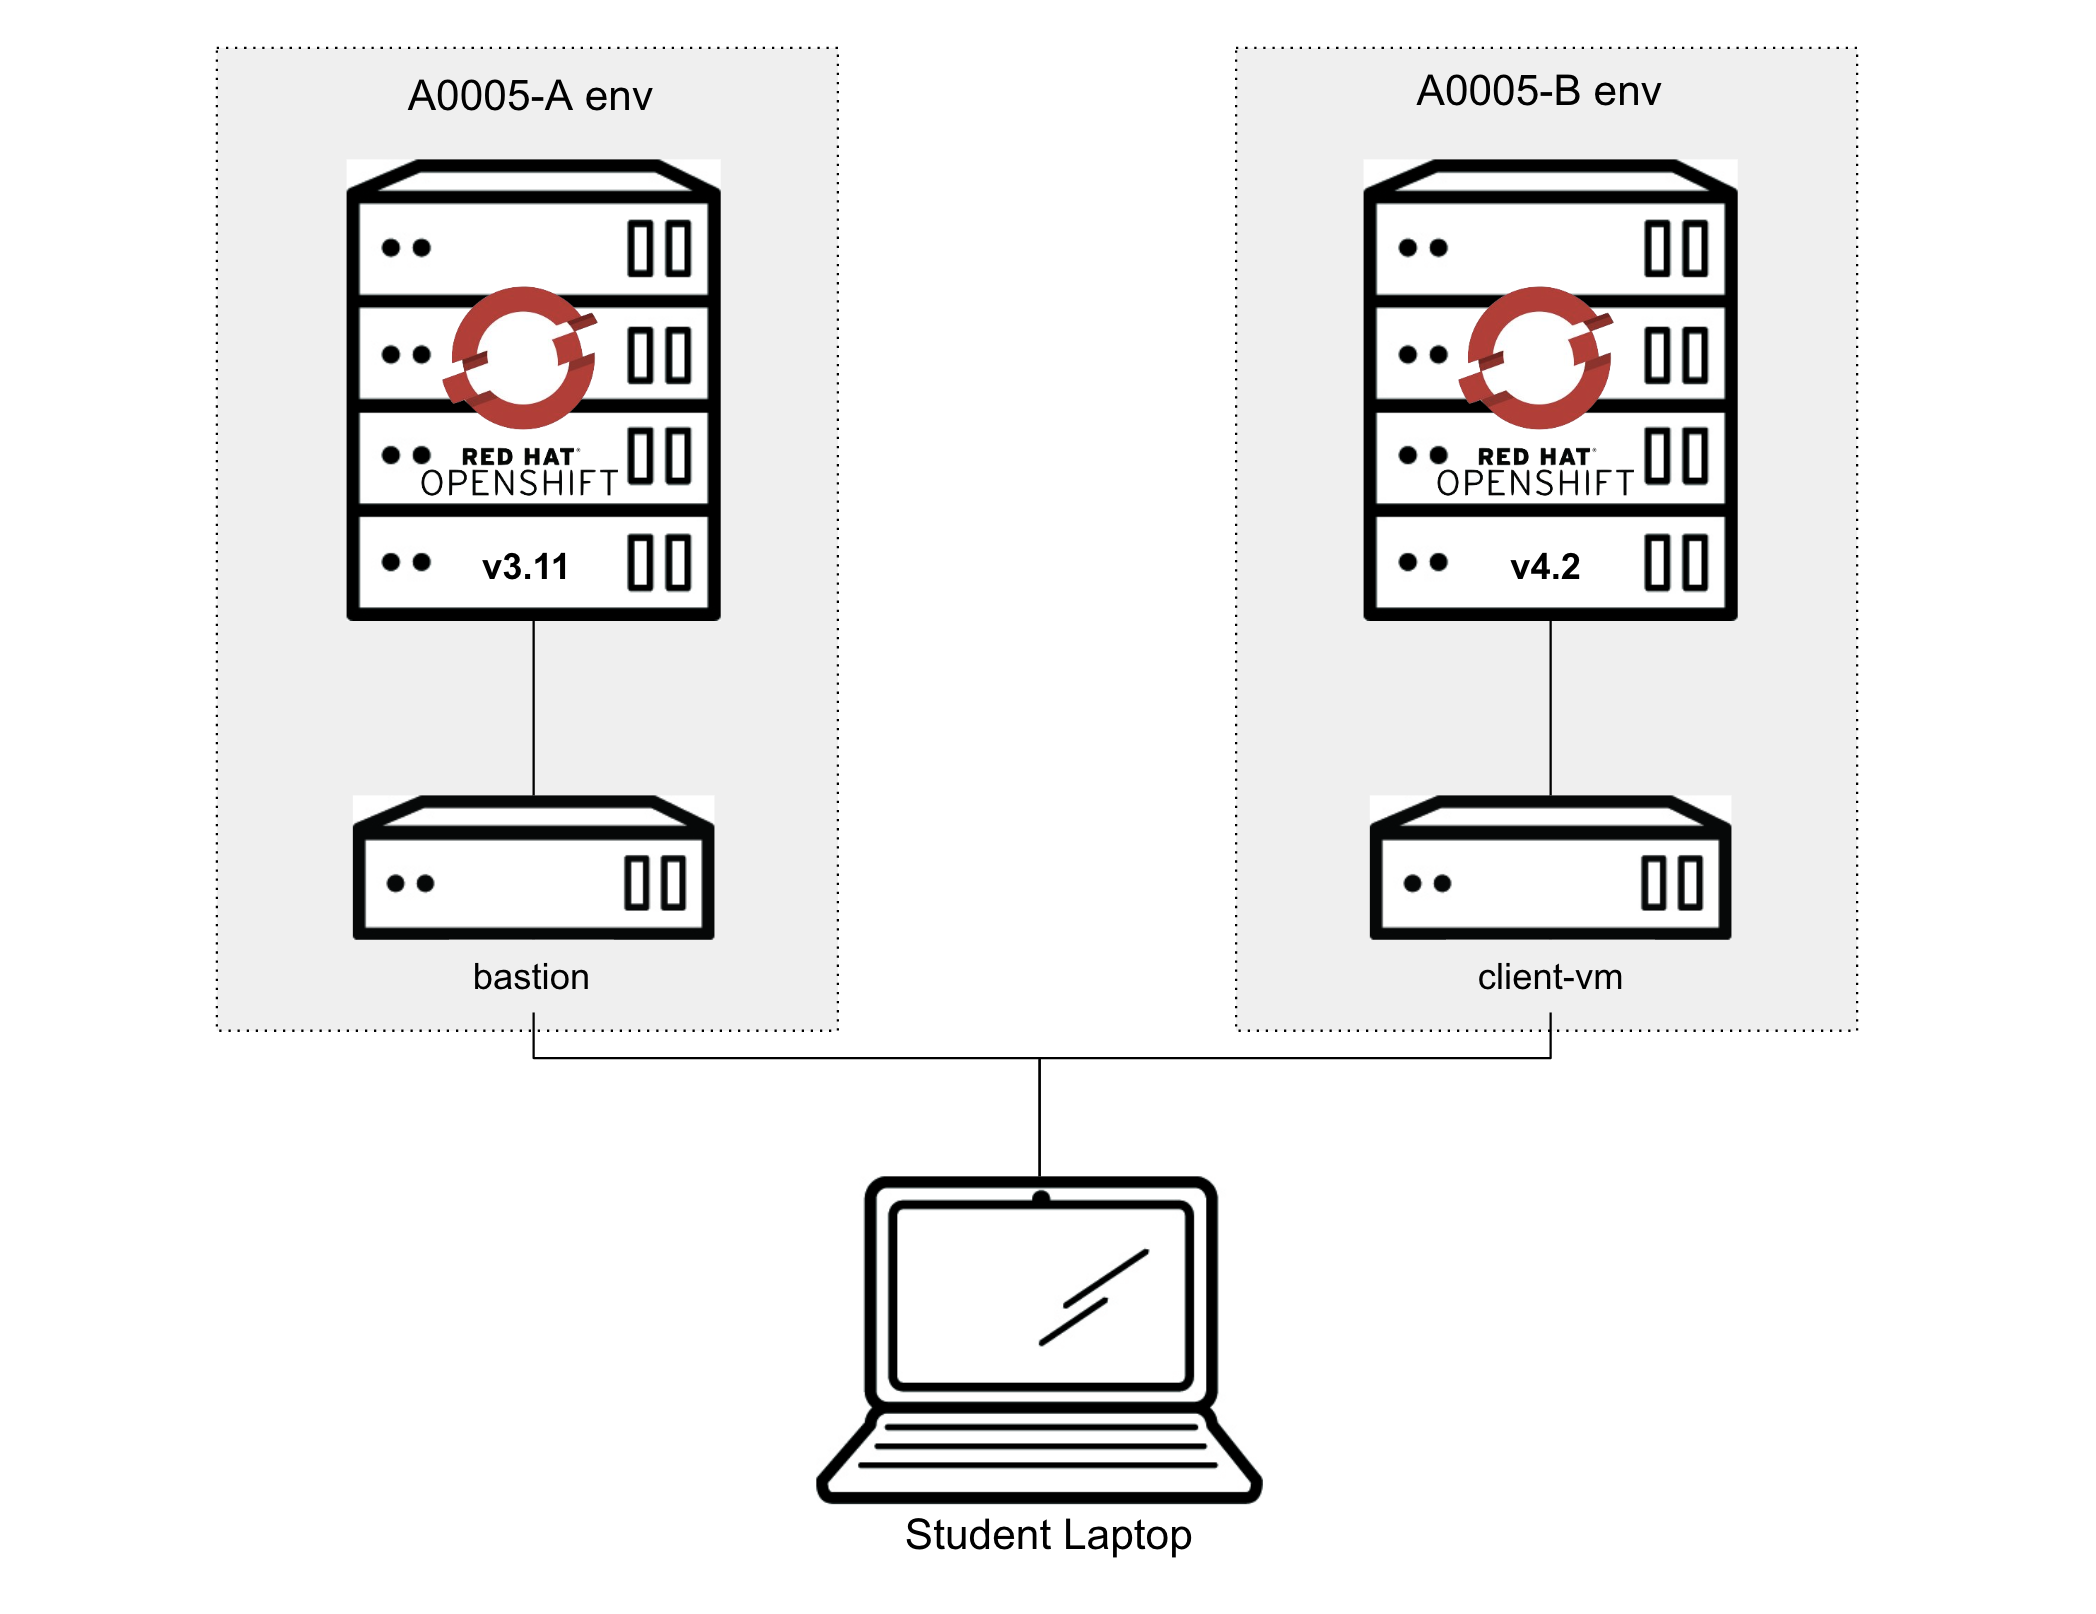 A0005-A env
RED HAT®
OPENSHIFT
v3.11
bastion
A0005-B env
RED HAT®
OPENSHIFT
v4.2
client-vm
Student Laptop